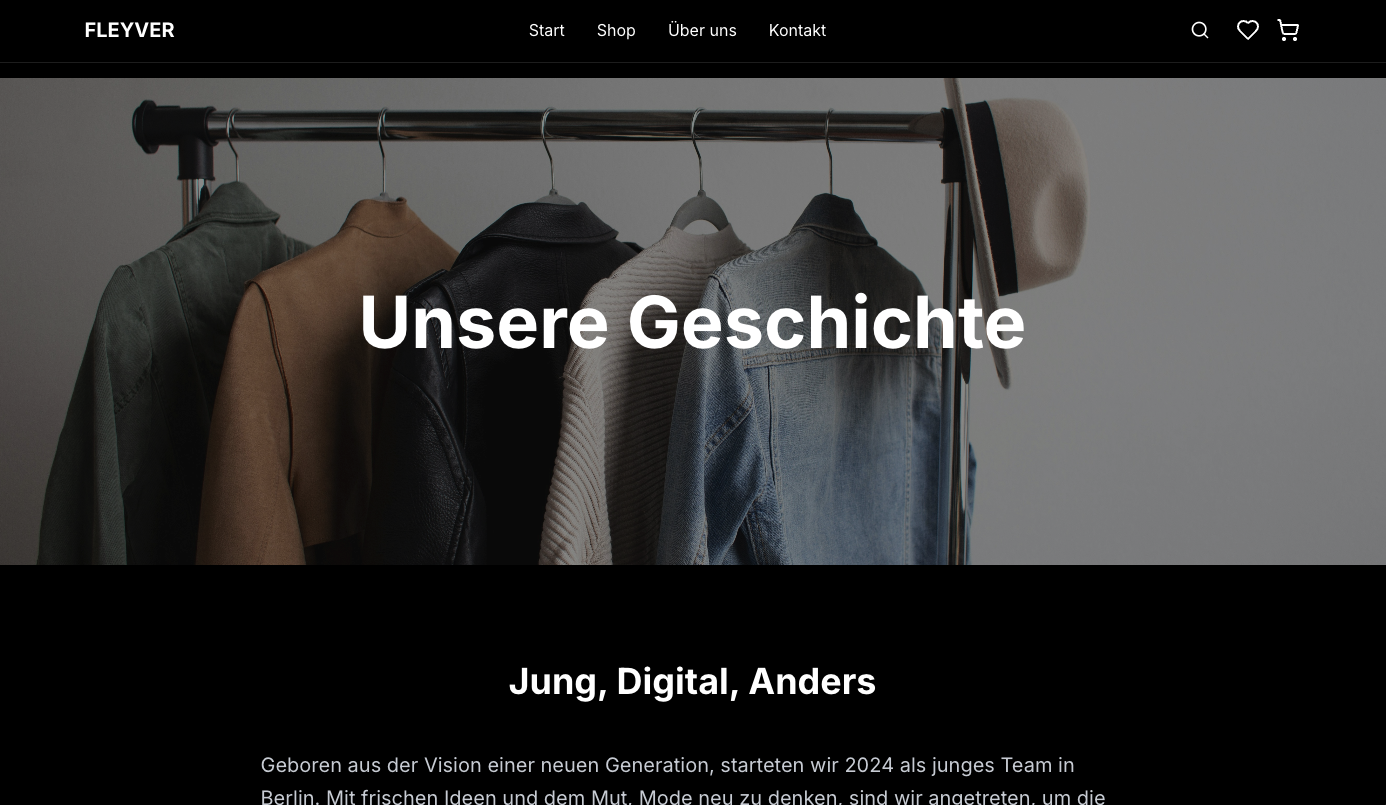 FLEYVER
Start
Shop
Über uns
Kontakt
Unsere Geschichte
Jung, Digital, Anders
Geboren aus der Vision einer neuen Generation, starteten wir 2024 als junges Team in
Berlin. Mit frischen Ideen und dem Mut, Mode neu zu denken, sind wir angetreten, um die